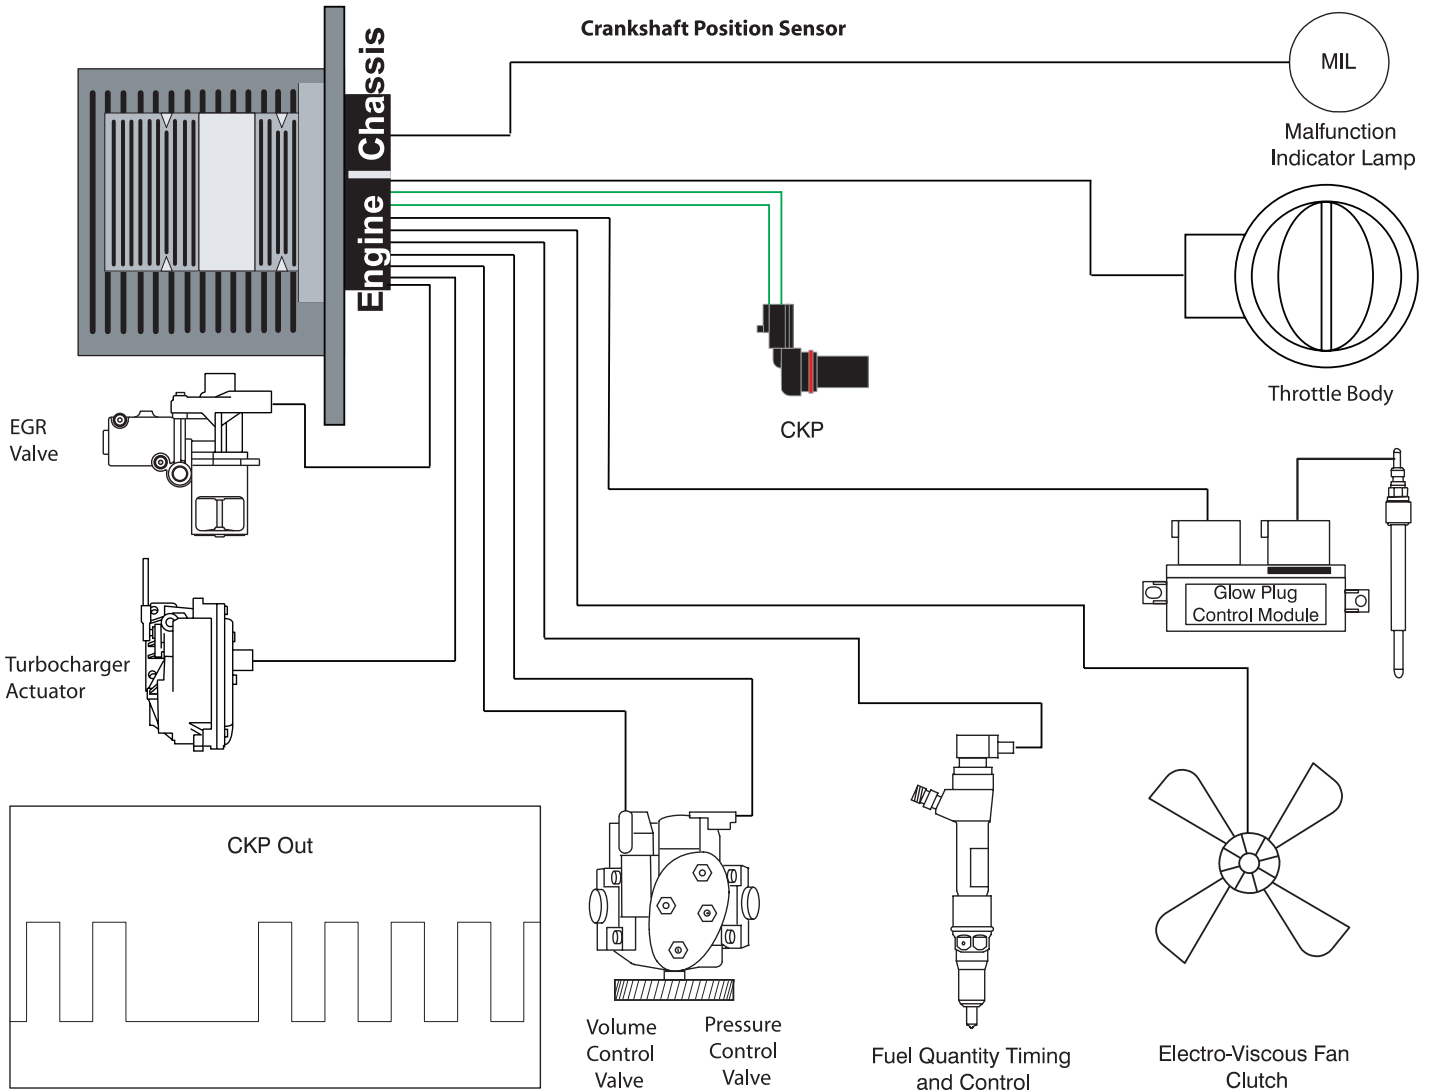 Crankshaft Position Sensor
Chassis
Engine
MIL
Malfunction
Indicator Lamp
Throttle Body
CKP
EGR
Valve
Glow Plug
Control Module
Turbocharger
Actuator
CKP Out
Volume
Control
Valve
Pressure
Control
Valve
Fuel Quantity Timing
and Control
Electro-Viscous Fan
Clutch